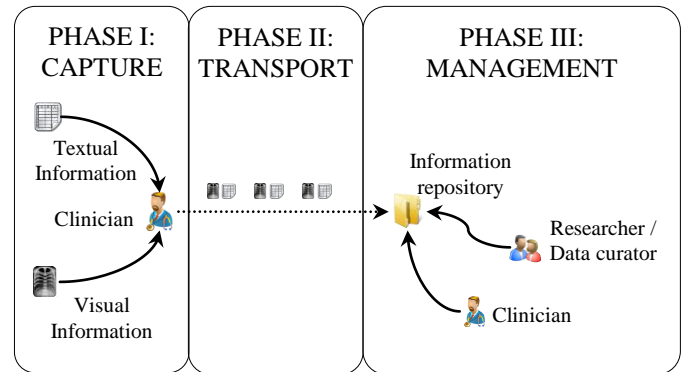 PHASE I:
CAPTURE
PHASE II:
TRANSPORT
PHASE III:
MANAGEMENT
Textual
Information
Clinician
Visual
Information
Information
repository
Researcher /
Data curator
Clinician